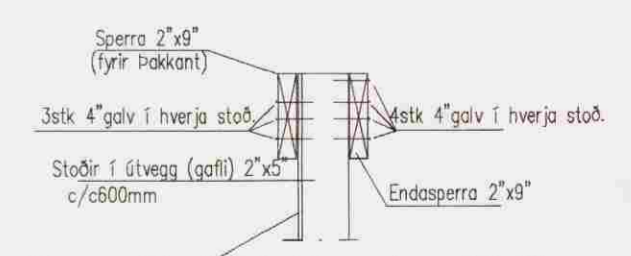 Sperra 2"x9"
(fyrir Þakkant)
3stk 4"galv í hverja stoð.
4stk 4"galv í hverja stoð.
Stoðir í útvegg (gafli) 2"x5"
c/c600mm
Endasperra 2"x9"